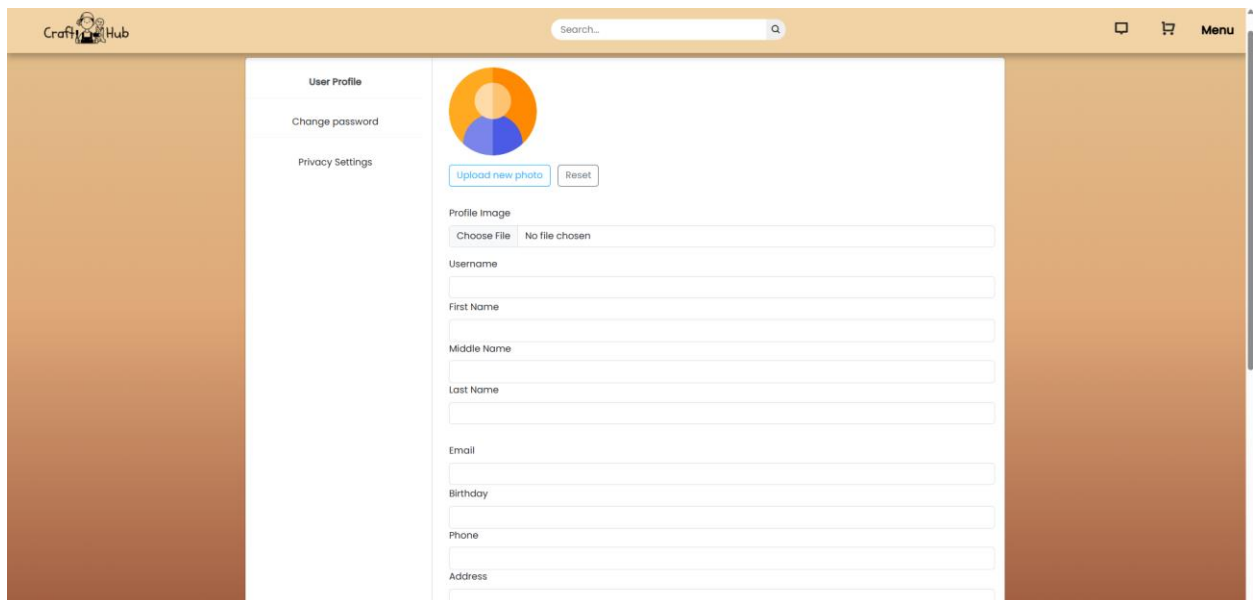 Craft Hub
Search...
Menu
User Profile
Change password
Privacy Settings
Upload new photo
Reset
Profile Image
Choose File No file chosen
Username
First Name
Middle Name
Last Name
Email
Birthday
Phone
Address